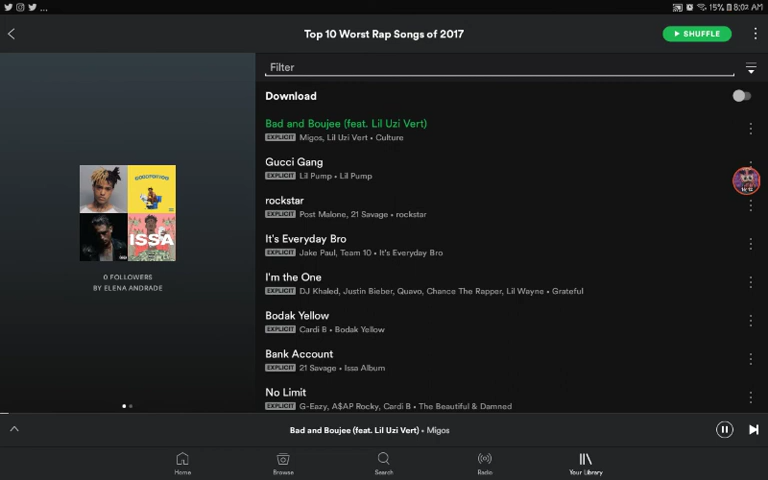 ... 15% 8:02 AM
Top 10 Worst Rap Songs of 2017
SHUFFLE
Filter
Download
Bad and Boujee (feat. Lil Uzi Vert)
EXPLICIT Migos, Lil Uzi Vert • Culture
Gucci Gang
EXPLICIT Lil Pump • Lil Pump
rockstar
EXPLICIT Post Malone, 21 Savage • rockstar
It's Everyday Bro
EXPLICIT Jake Paul, Team 10 • It's Everyday Bro
I'm the One
EXPLICIT DJ Khaled, Justin Bieber, Quavo, Chance The Rapper, Lil Wayne • Grateful
Bodak Yellow
EXPLICIT Cardi B • Bodak Yellow
Bank Account
EXPLICIT 21 Savage • Issa Album
No Limit
EXPLICIT G-Eazy, A$AP Rocky, Cardi B • The Beautiful & Damned
ISSA
0 FOLLOWERS
BY ELENA ANDRADE
Bad and Boujee (feat. Lil Uzi Vert) • Migos
Home
Browse
Search
Radio
Your Library